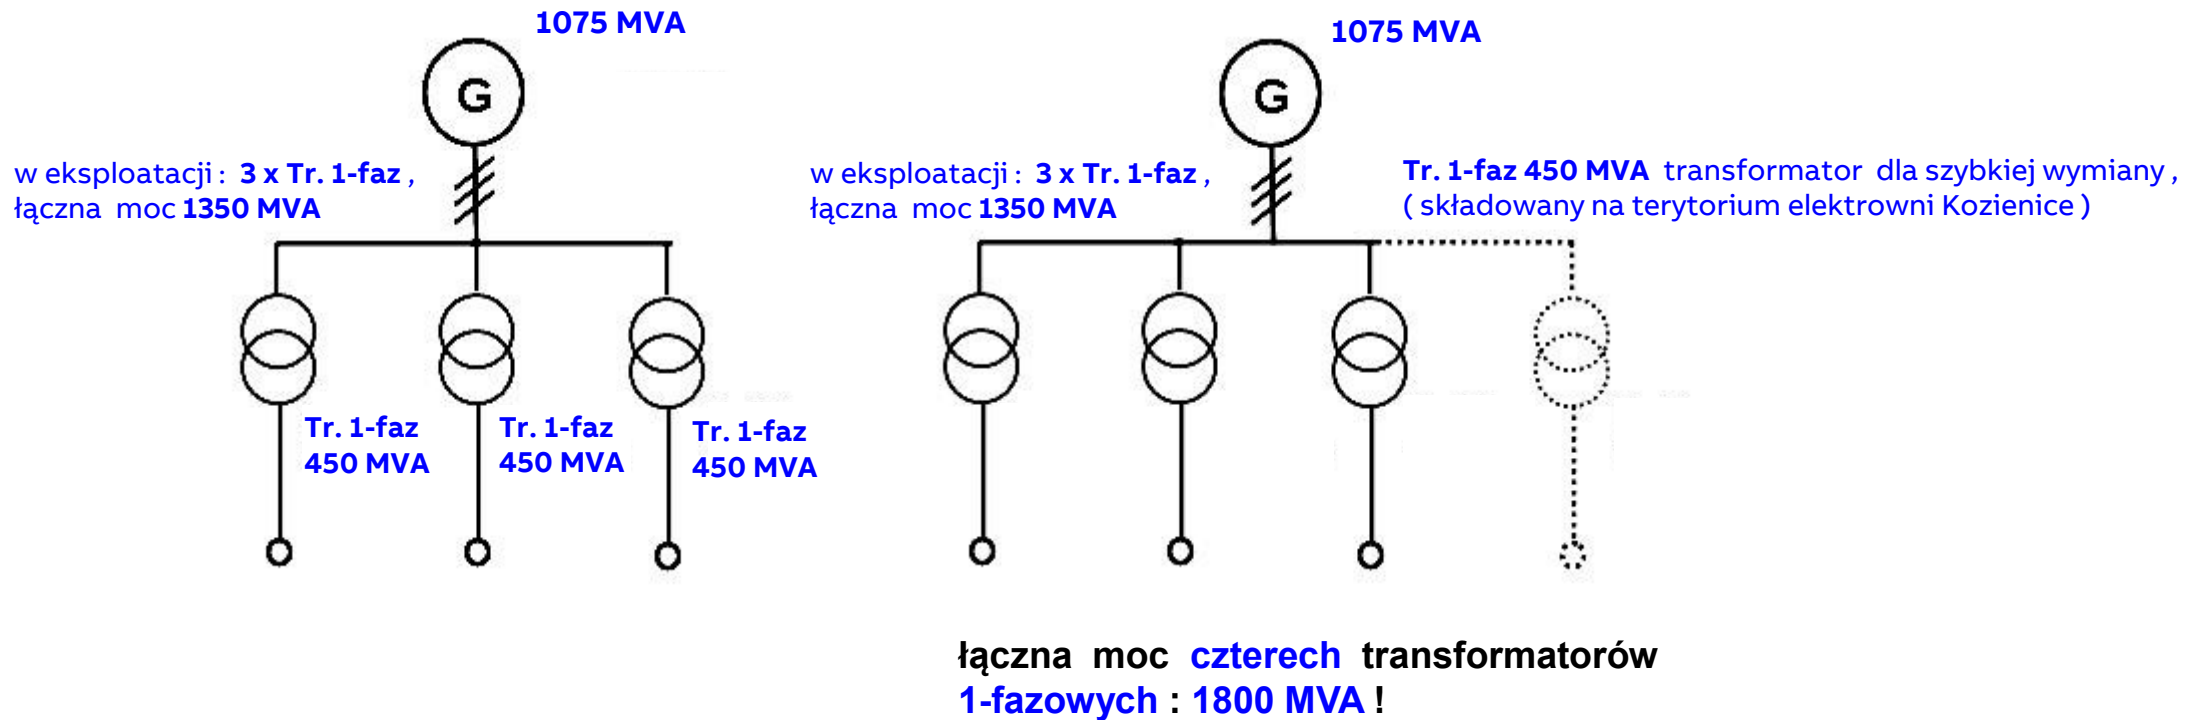 1075 MVA
G
w eksploatacji : 3 x Tr. 1-faz ,
łączna moc 1350 MVA
Tr. 1-faz
450 MVA
Tr. 1-faz
450 MVA
Tr. 1-faz
450 MVA
1075 MVA
G
w eksploatacji : 3 x Tr. 1-faz ,
łączna moc 1350 MVA
Tr. 1-faz 450 MVA transformator dla szybkiej wymiany ,
( składowany na terytorium elektrowni Kozienice )
łączna moc czterech transformatorów
1-fazowych : 1800 MVA !